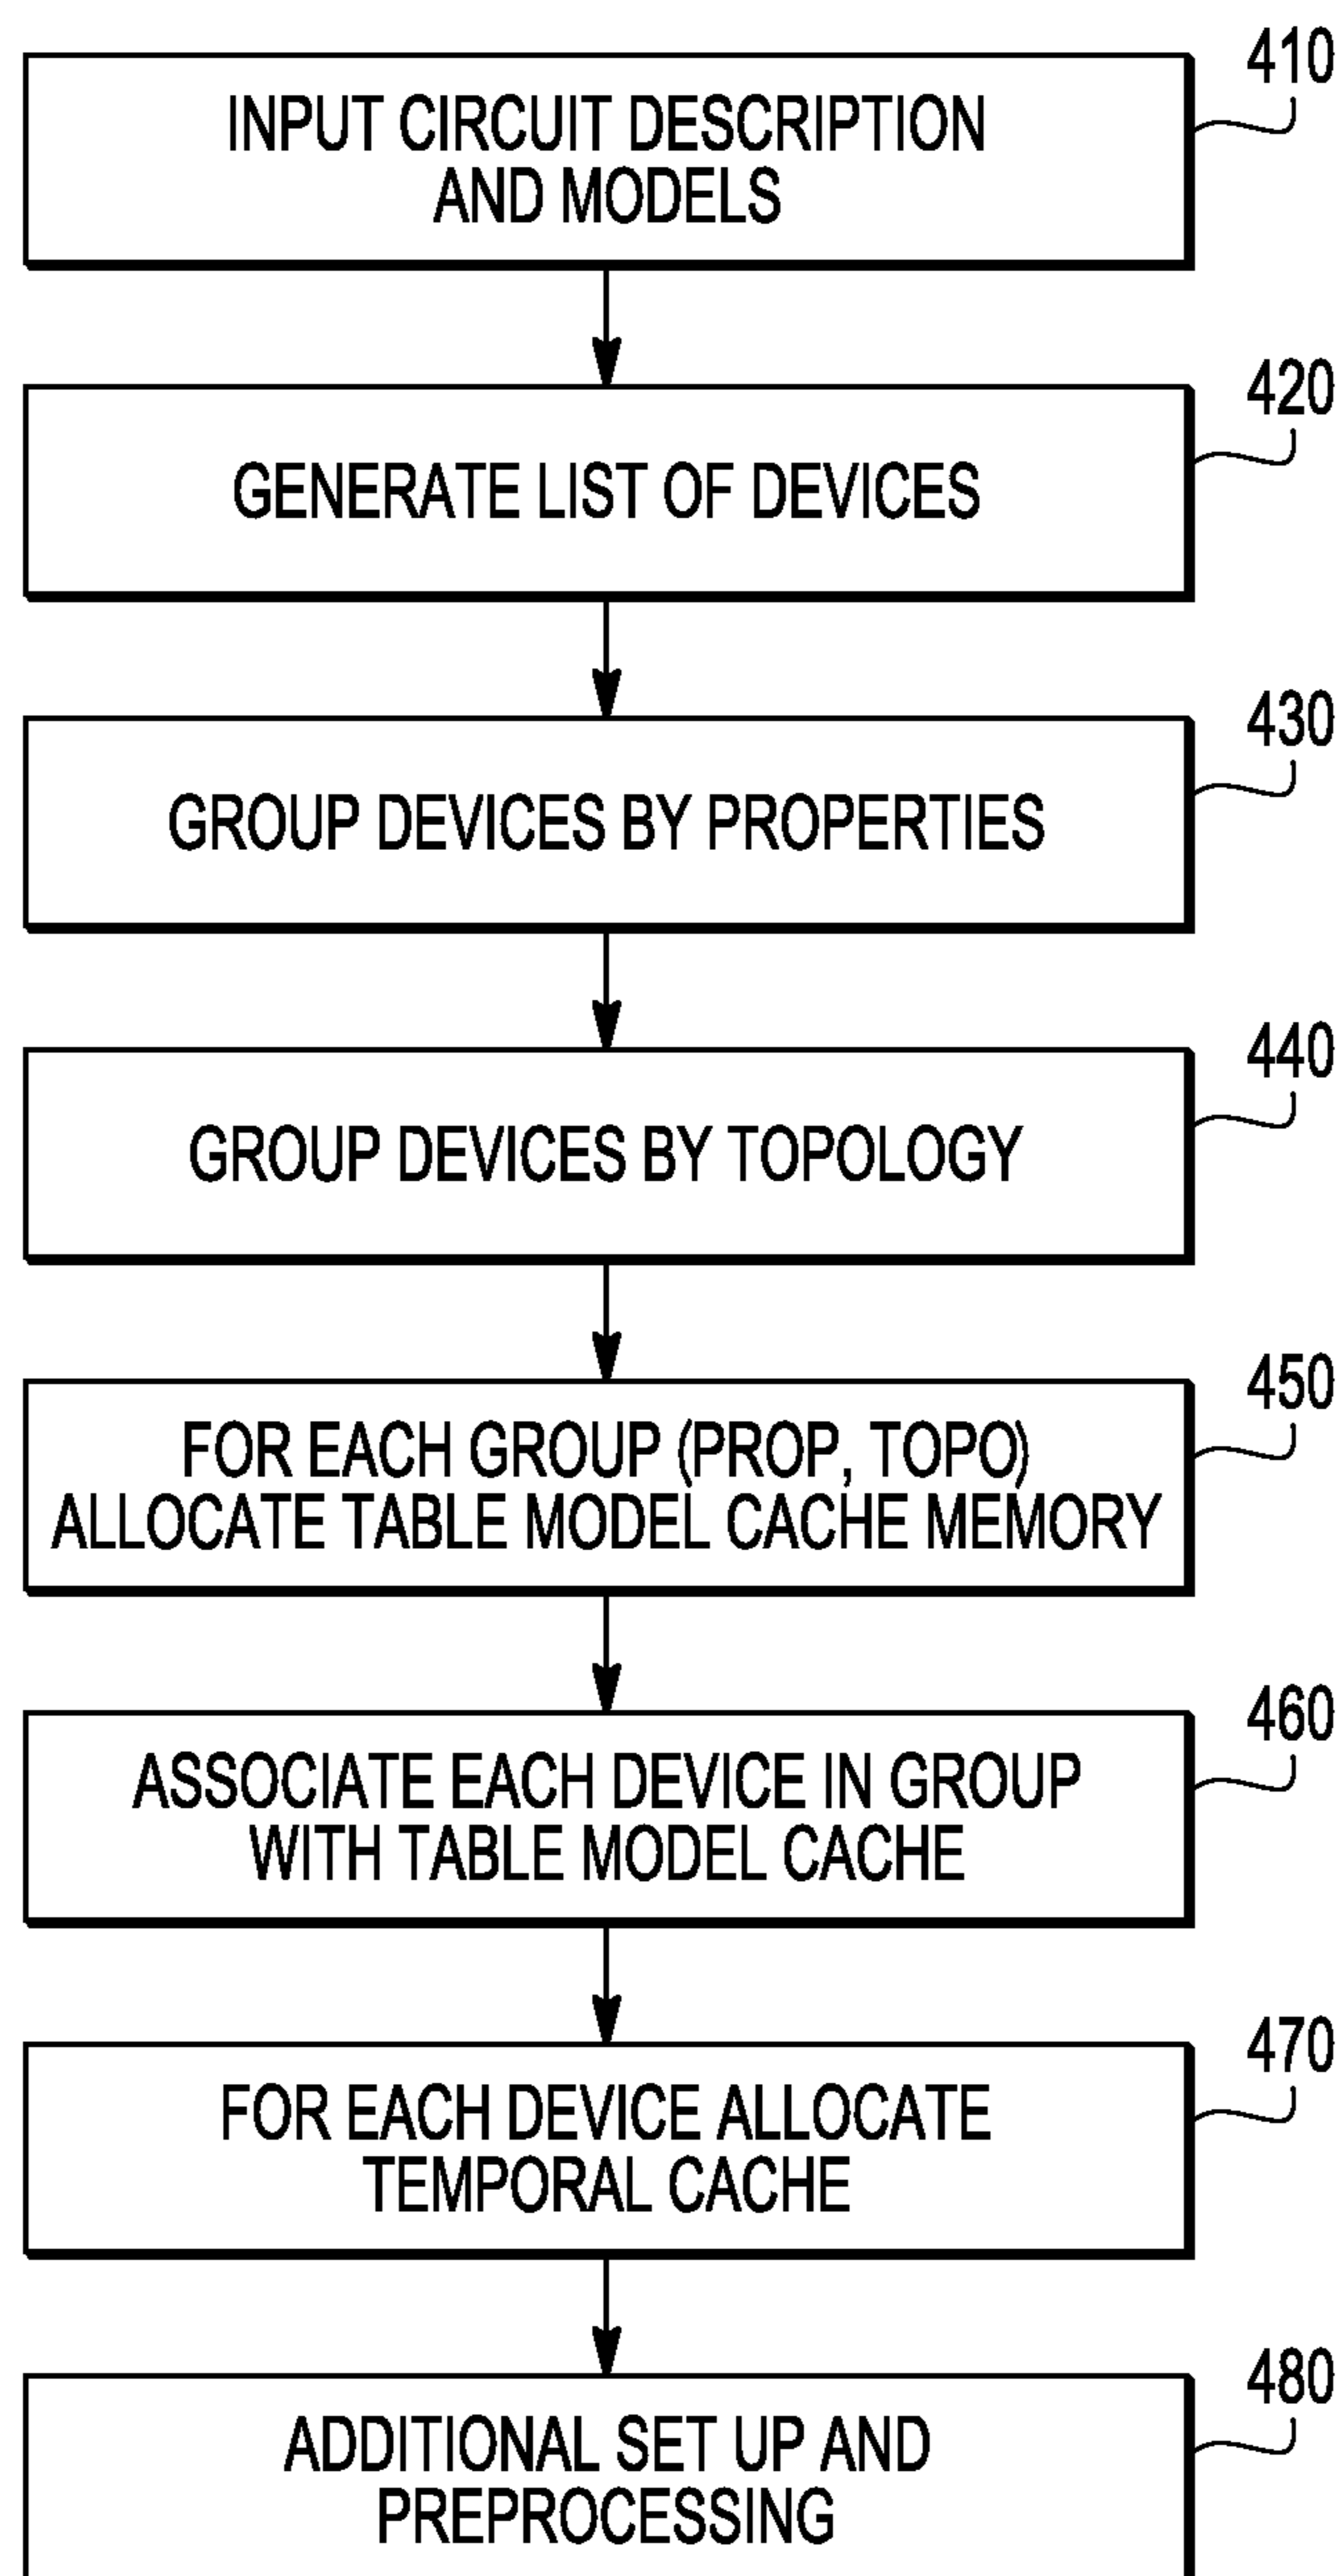 410
INPUT CIRCUIT DESCRIPTION
AND MODELS
420
GENERATE LIST OF DEVICES
430
GROUP DEVICES BY PROPERTIES
440
GROUP DEVICES BY TOPOLOGY
450
FOR EACH GROUP (PROP, TOPO)
ALLOCATE TABLE MODEL CACHE MEMORY
460
ASSOCIATE EACH DEVICE IN GROUP
WITH TABLE MODEL CACHE
470
FOR EACH DEVICE ALLOCATE
TEMPORAL CACHE
480
ADDITIONAL SET UP AND
PREPROCESSING